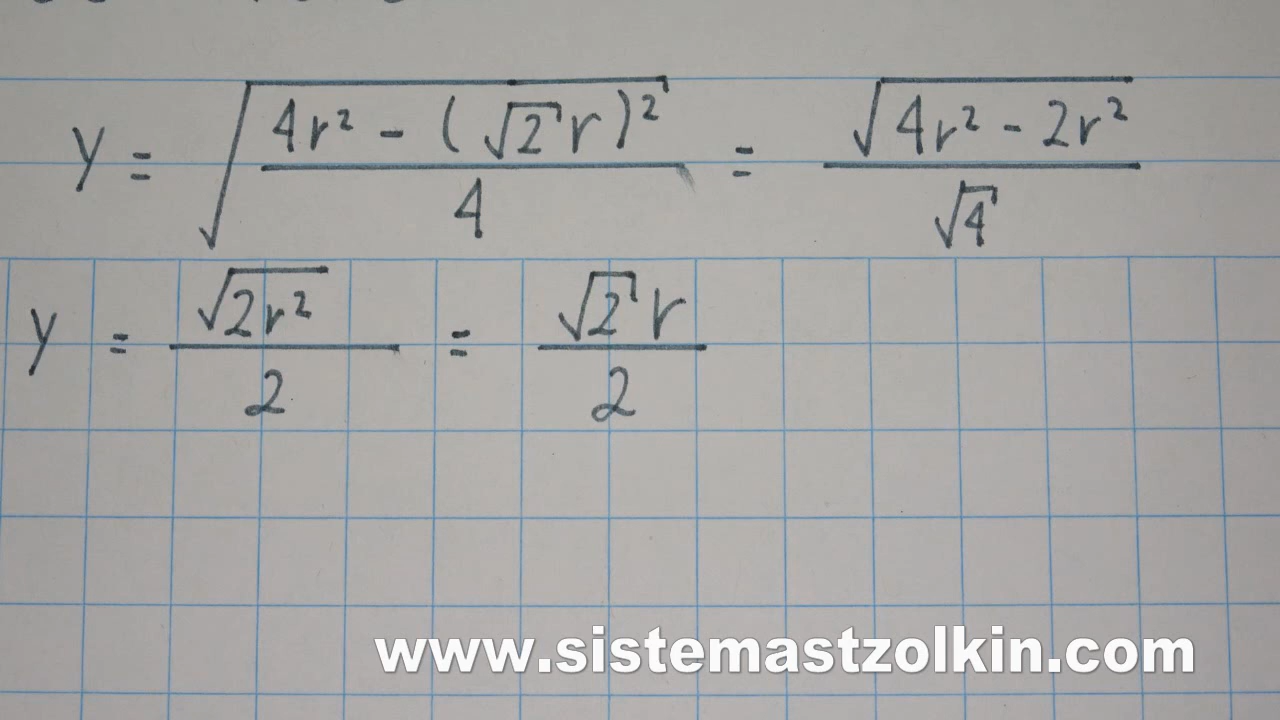 y = √((4r² - (√2 r)²)/4) = √(4r² - 2r²)/√4
y = √(2r²)/2 = √2 r/2
www.sistemastzolkin.com